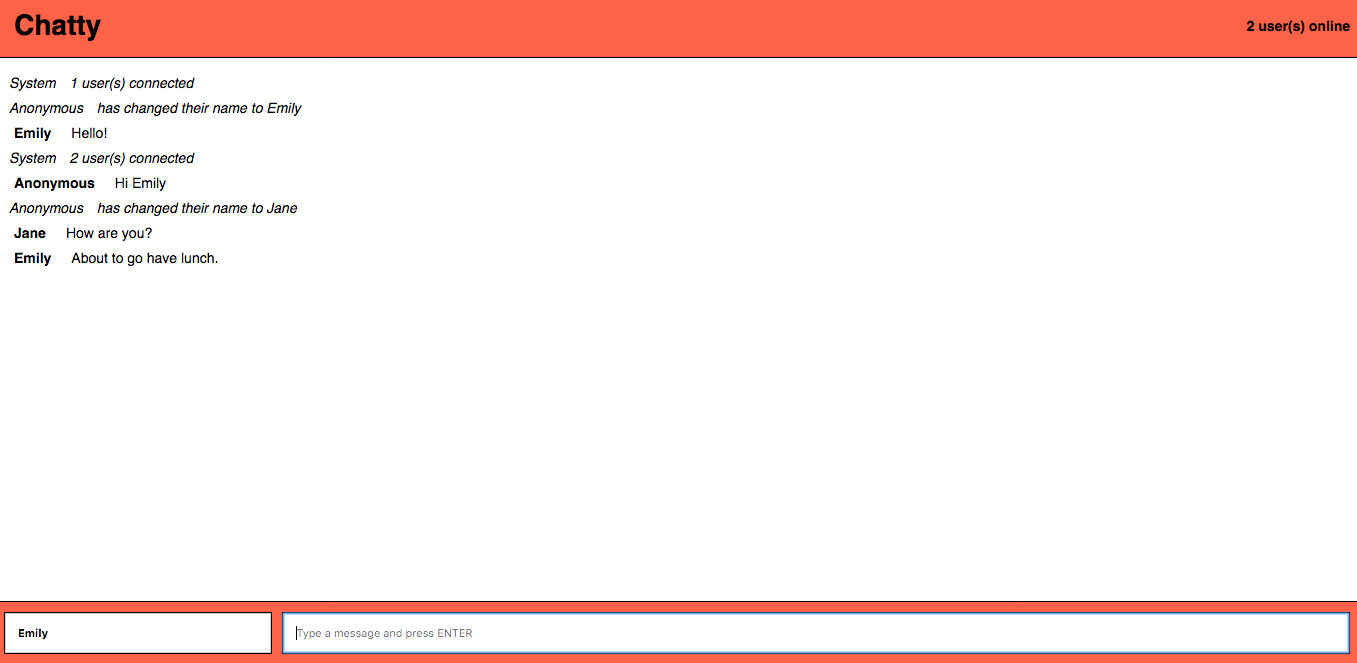 Chatty
2 user(s) online
System 1 user(s) connected
Anonymous has changed their name to Emily
Emily Hello!
System 2 user(s) connected
Anonymous Hi Emily
Anonymous has changed their name to Jane
Jane How are you?
Emily About to go have lunch.
Emily
Type a message and press ENTER